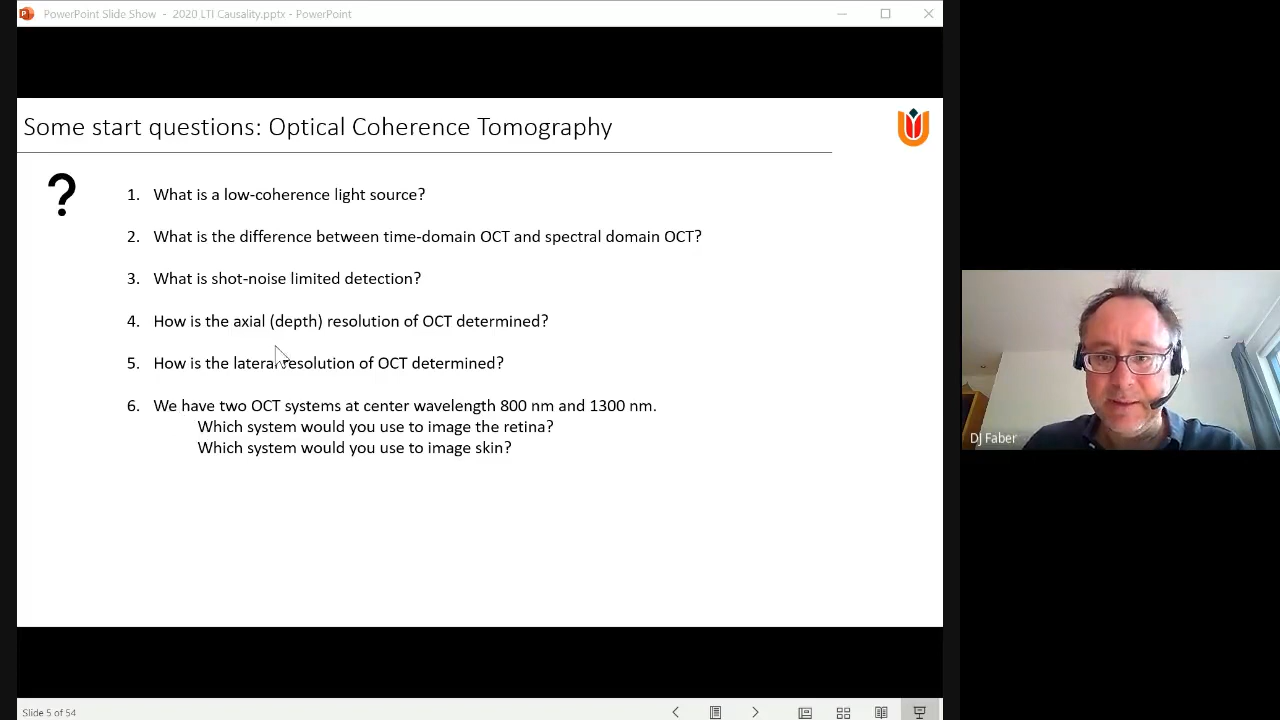 PowerPoint Slide Show - 2020 LTI Causality.pptx - PowerPoint
Some start questions: Optical Coherence Tomography
?
1. What is a low-coherence light source?
2. What is the difference between time-domain OCT and spectral domain OCT?
3. What is shot-noise limited detection?
4. How is the axial (depth) resolution of OCT determined?
5. How is the lateral resolution of OCT determined?
6. We have two OCT systems at center wavelength 800 nm and 1300 nm.
Which system would you use to image the retina?
Which system would you use to image skin?
DJ Faber
Slide 5 of 54